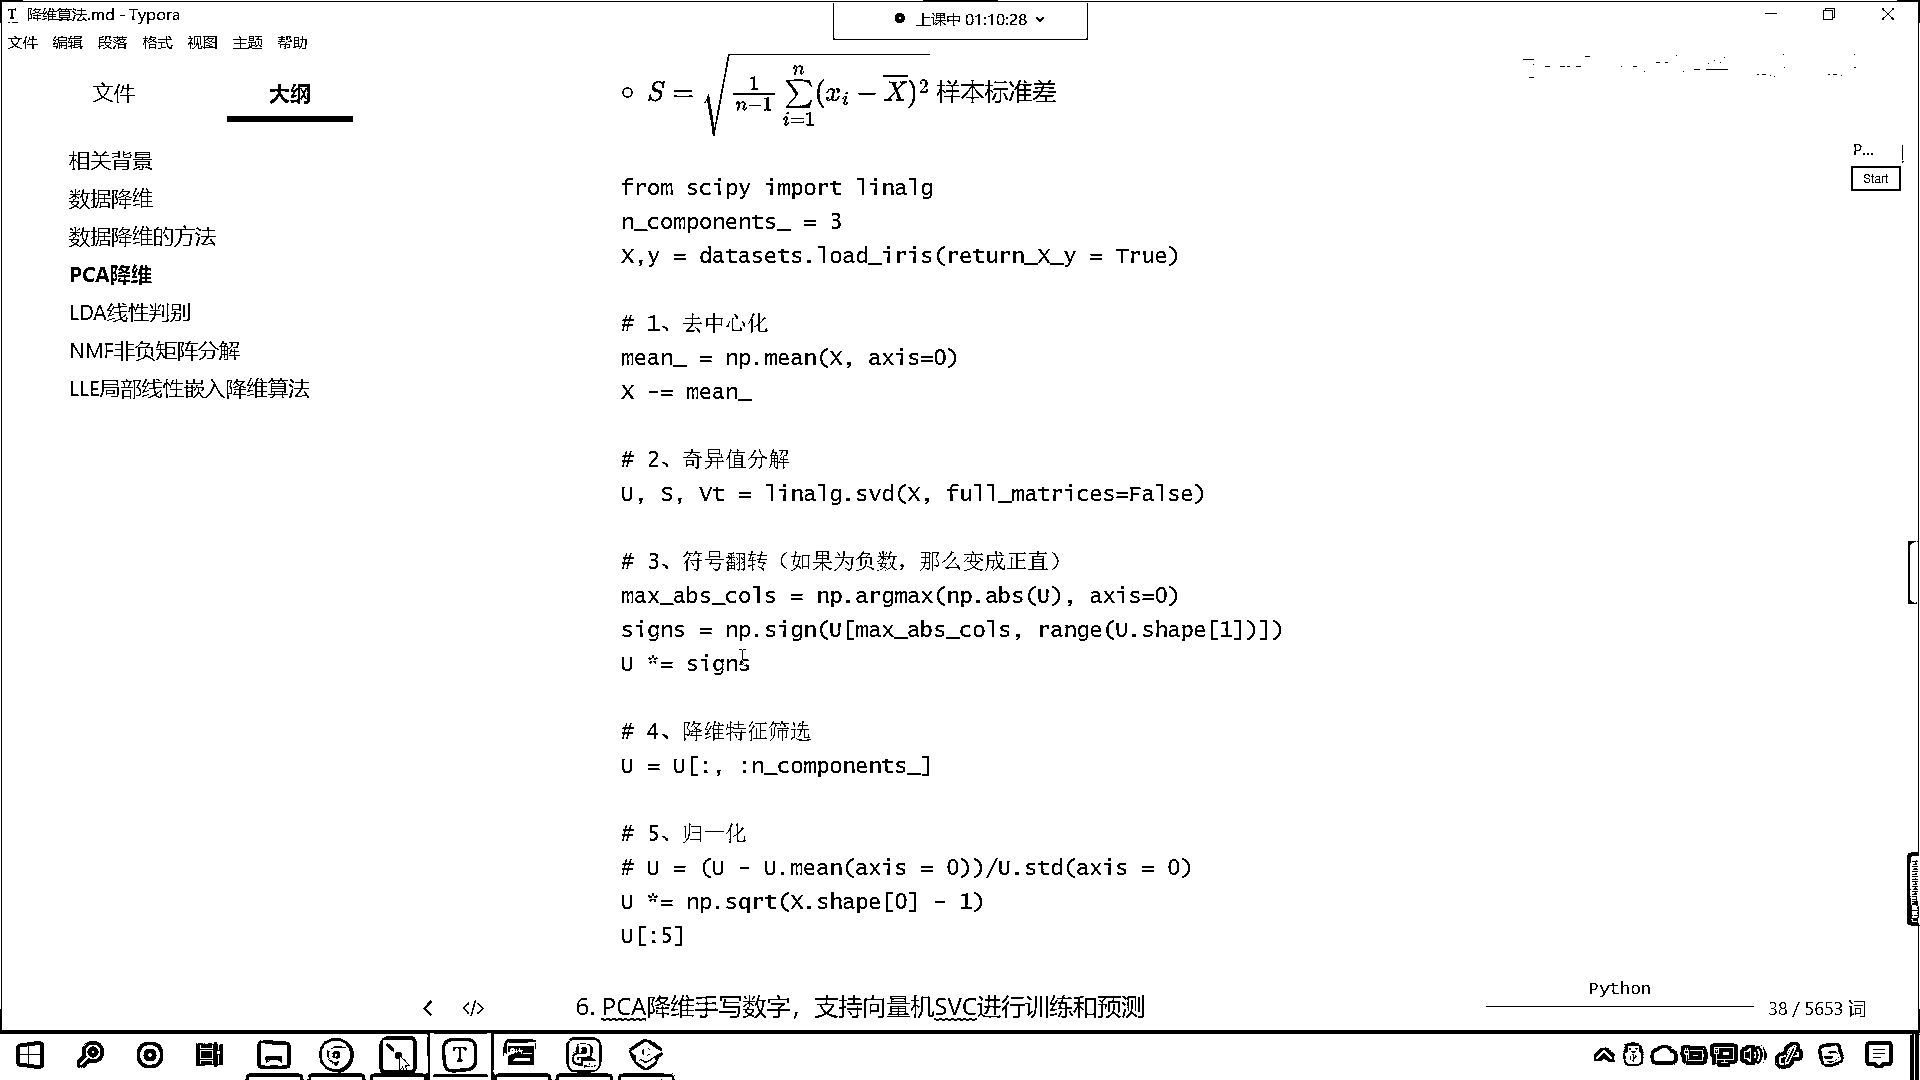 降维算法.md - Typora
上课中 01:10:28
文件 编辑 段落 格式 视图 主题 帮助
文件 大纲
相关背景
数据降维
数据降维的方法
PCA降维
LDA线性判别
NMF非负矩阵分解
LLE局部线性嵌入降维算法
S = √(1/(n−1) ∑_{i=1}^{n} (x_i − X̅)²) 样本标准差
from scipy import linalg
n_components_ = 3
X,y = datasets.load_iris(return_X_y = True)
# 1、去中心化
mean_ = np.mean(X, axis=0)
X -= mean_
# 2、奇异值分解
U, S, Vt = linalg.svd(X, full_matrices=False)
# 3、符号翻转（如果为负数，那么变成正直）
max_abs_cols = np.argmax(np.abs(U), axis=0)
signs = np.sign(U[max_abs_cols, range(U.shape[1])])
U *= signs
# 4、降维特征筛选
U = U[:, :n_components_]
# 5、归一化
# U = (U - U.mean(axis = 0))/U.std(axis = 0)
U *= np.sqrt(X.shape[0] - 1)
U[:5]
Python
6. PCA降维手写数字，支持向量机SVC进行训练和预测
38 / 5653 词
P...
Start